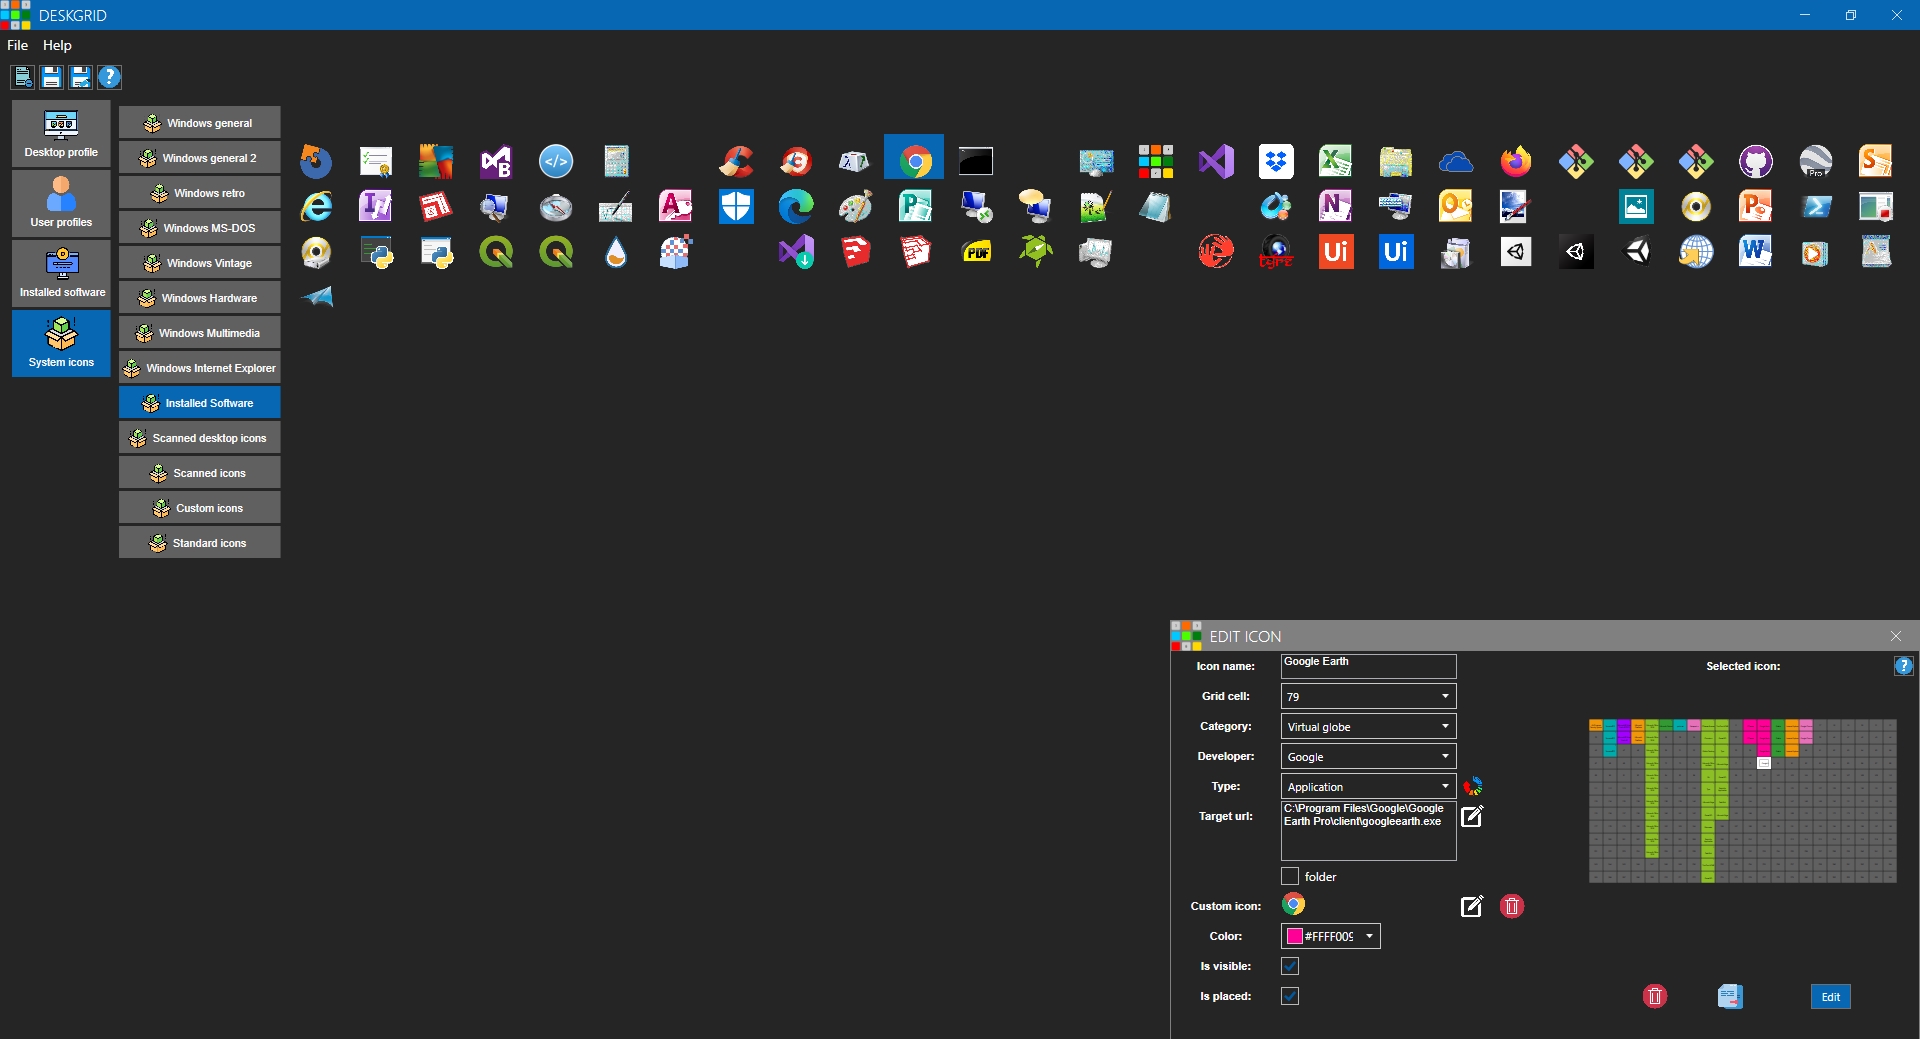 DESKGRID
File Help
Desktop profile
User profiles
Installed software
System icons
Windows general
Windows general 2
Windows retro
Windows MS-DOS
Windows Vintage
Windows Hardware
Windows Multimedia
Windows Internet Explorer
Installed Software
Scanned desktop icons
Scanned icons
Custom icons
Standard icons
Pro
PDF
Ui
Ui
EDIT ICON
Icon name: Google Earth
Selected icon:
Grid cell: 79
Category: Virtual globe
Developer: Google
Type: Application
Target url: C:\Program Files\Google\Google
Earth Pro\client\googleearth.exe
folder
Custom icon:
Color: #FFFF009
Is visible:
Is placed:
Edit